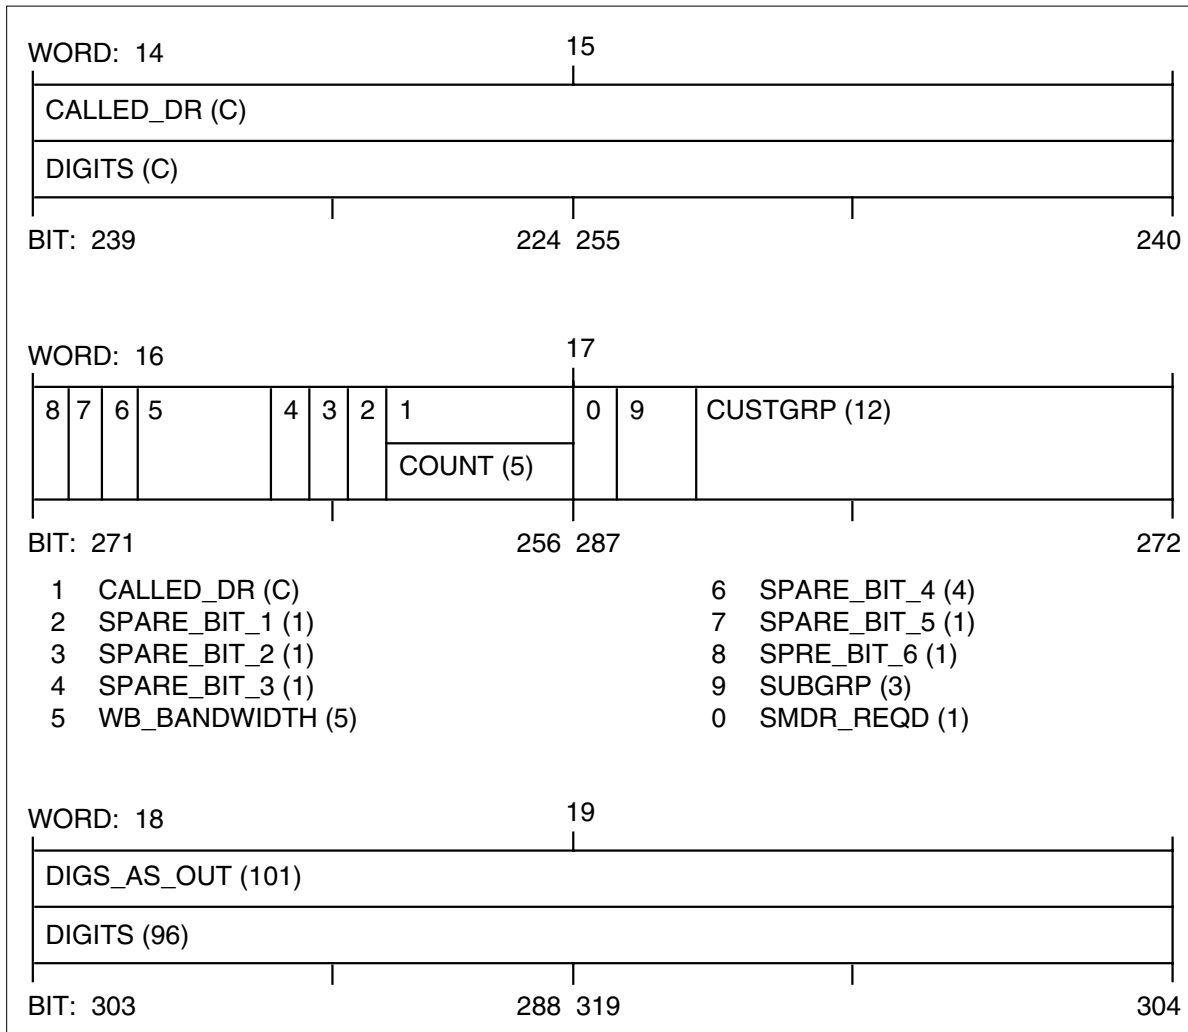 WORD: 14 15
CALLED_DR (C)
DIGITS (C)
BIT: 239 224 255 240
WORD: 16 17
8 7 6 5 4 3 2 1 0 9 CUSTGRP (12)
COUNT (5)
BIT: 271 256 287 272
1 CALLED_DR (C) 6 SPARE_BIT_4 (4)
2 SPARE_BIT_1 (1) 7 SPARE_BIT_5 (1)
3 SPARE_BIT_2 (1) 8 SPRE_BIT_6 (1)
4 SPARE_BIT_3 (1) 9 SUBGRP (3)
5 WB_BANDWIDTH (5) 0 SMDR_REQD (1)
WORD: 18 19
DIGS_AS_OUT (101)
DIGITS (96)
BIT: 303 288 319 304